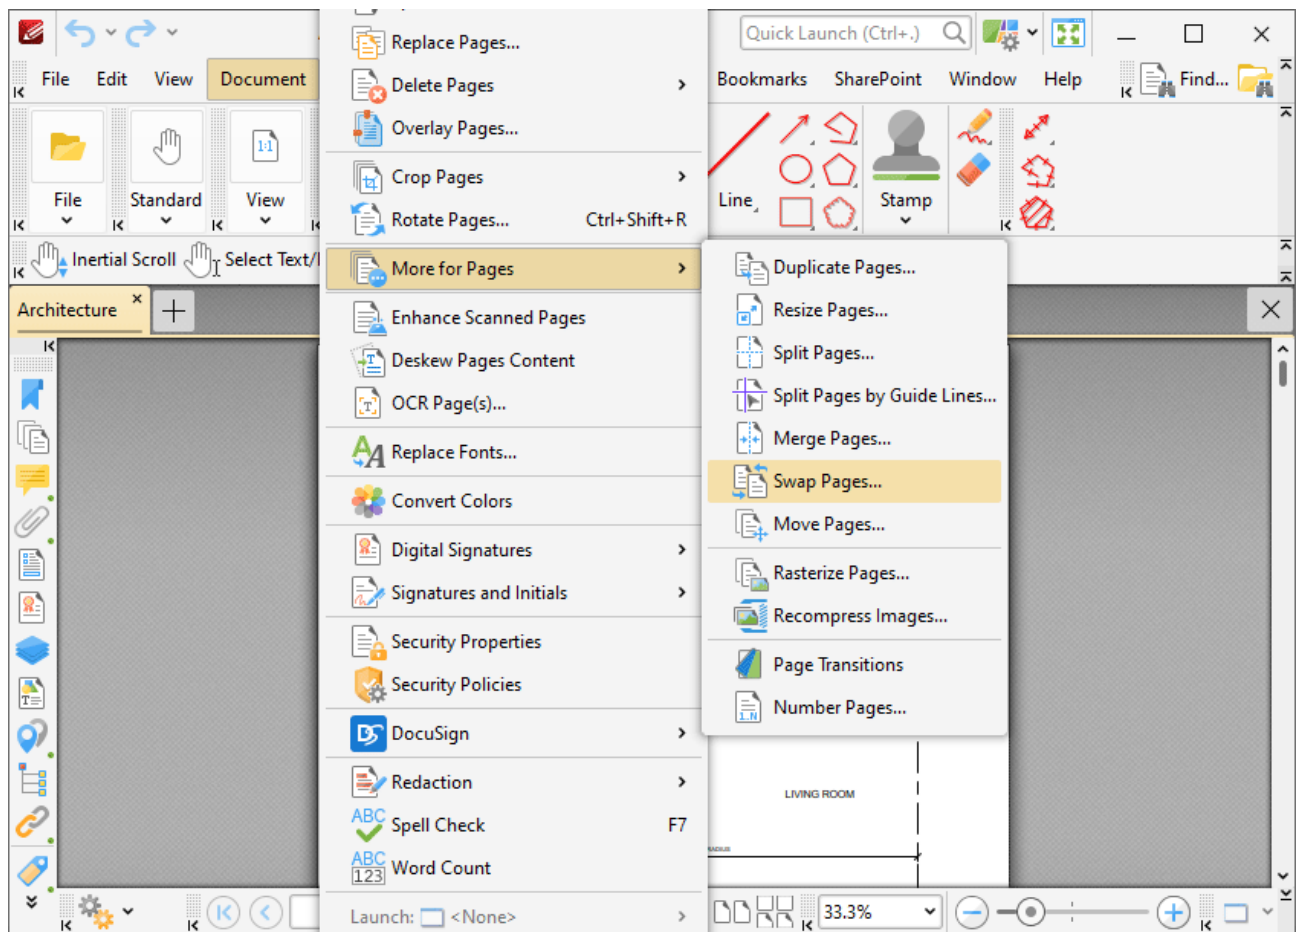 Quick Launch (Ctrl+.)
File Edit View Document Bookmarks SharePoint Window Help Find...
1:1
File Standard View Line Stamp
Inertial Scroll Select Text/
Architecture
Replace Pages...
Delete Pages
Overlay Pages...
Crop Pages
Rotate Pages... Ctrl+Shift+R
More for Pages
Enhance Scanned Pages
Deskew Pages Content
OCR Page(s)...
Replace Fonts...
Convert Colors
Digital Signatures
Signatures and Initials
Security Properties
Security Policies
DocuSign
Redaction
Spell Check F7
Word Count
Launch: <None>
Duplicate Pages...
Resize Pages...
Split Pages...
Split Pages by Guide Lines...
Merge Pages...
Swap Pages...
Move Pages...
Rasterize Pages...
Recompress Images...
Page Transitions
Number Pages...
LIVING ROOM
33.3%